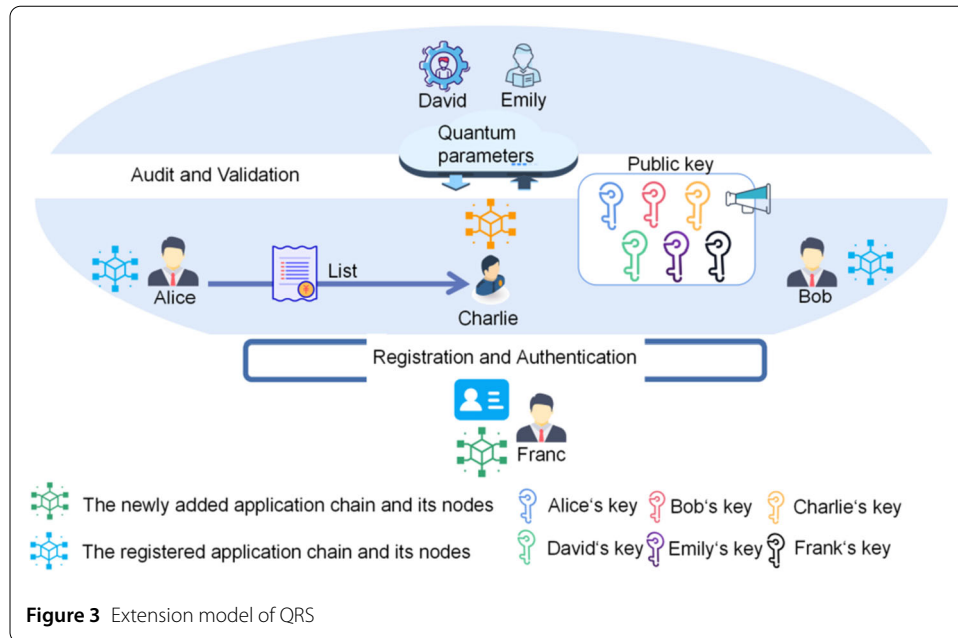 David
Emily
Quantum
parameters
Public key
Audit and Validation
List
Alice
Charlie
Bob
Registration and Authentication
Franc
The newly added application chain and its nodes
Alice‘s key
Bob‘s key
Charlie‘s key
The registered application chain and its nodes
David‘s key
Emily‘s key
Frank‘s key
Figure 3 Extension model of QRS